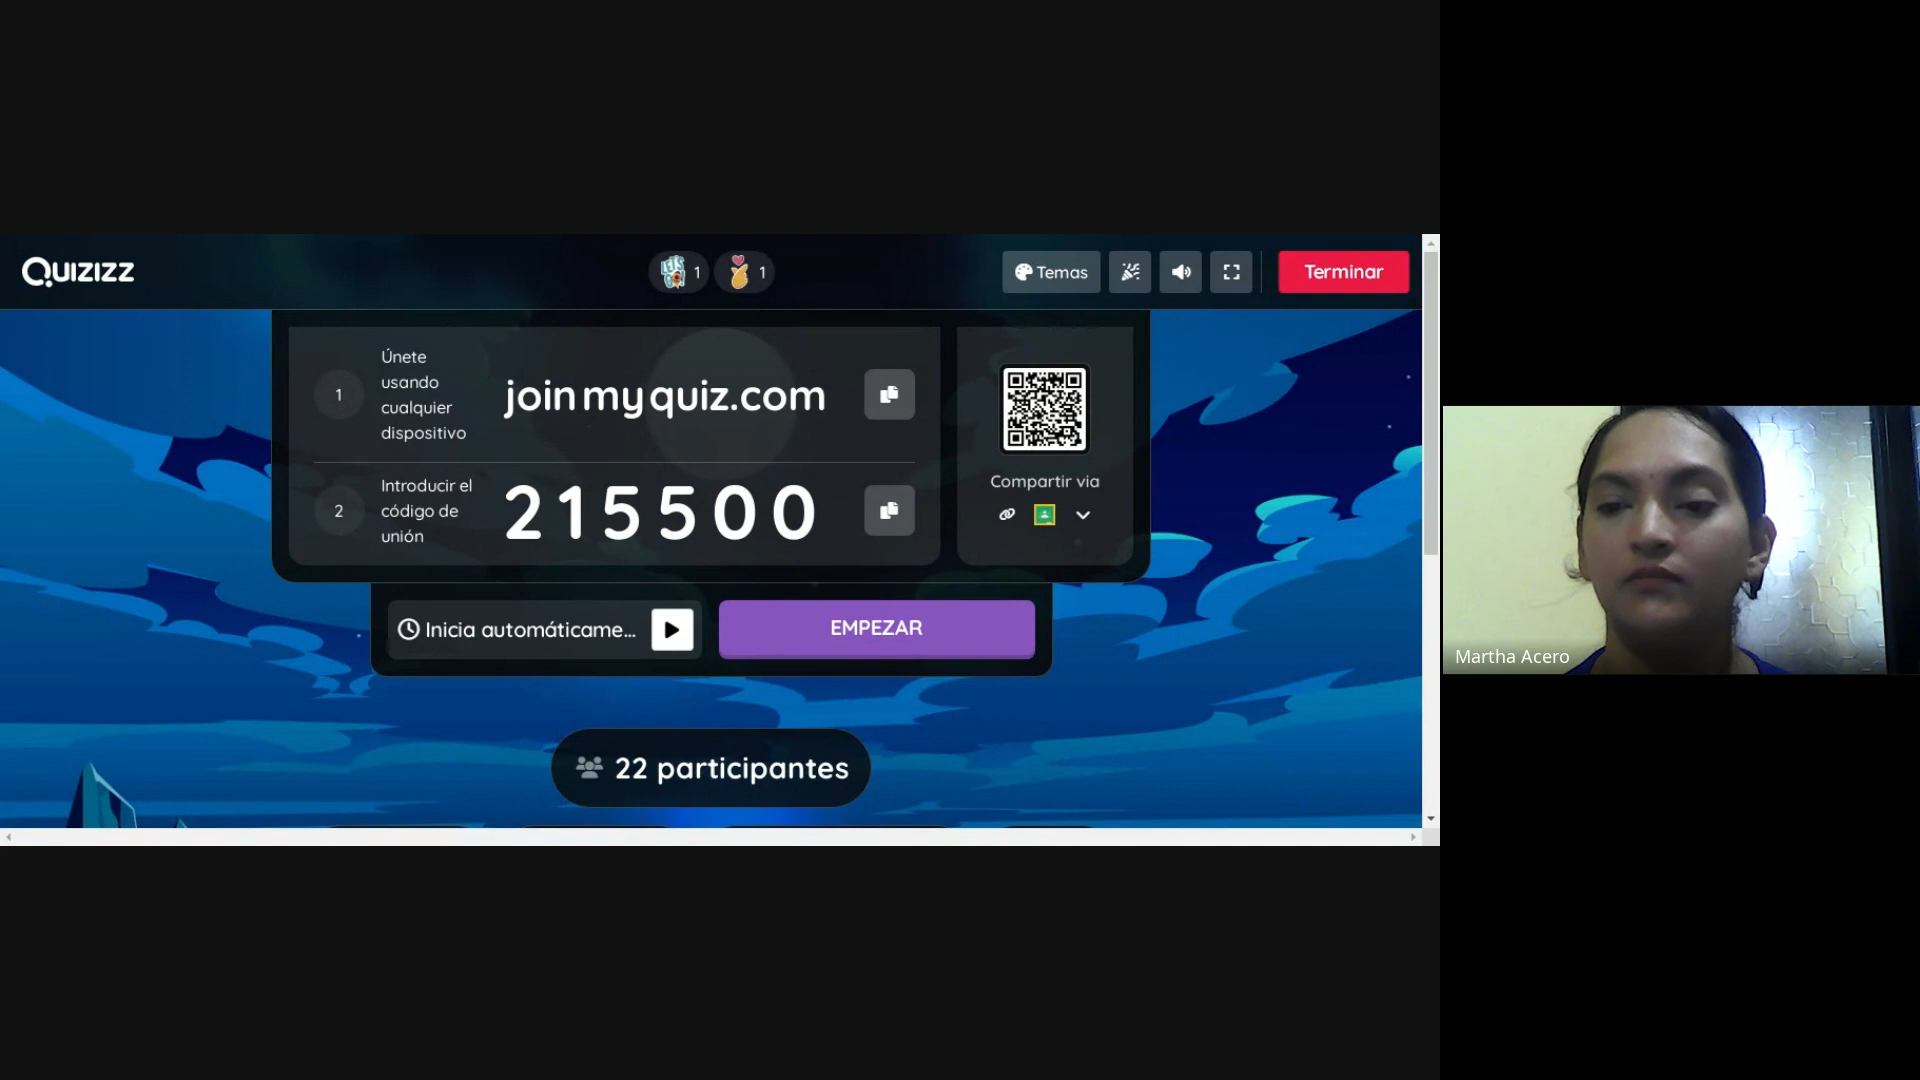 QUIZIZZ
1
1
Temas
Terminar
1
Únete
usando
cualquier
dispositivo
joinmyquiz.com
2
Introducir el
código de
unión
215500
Compartir via
Inicia automáticame...
EMPEZAR
22 participantes
Martha Acero